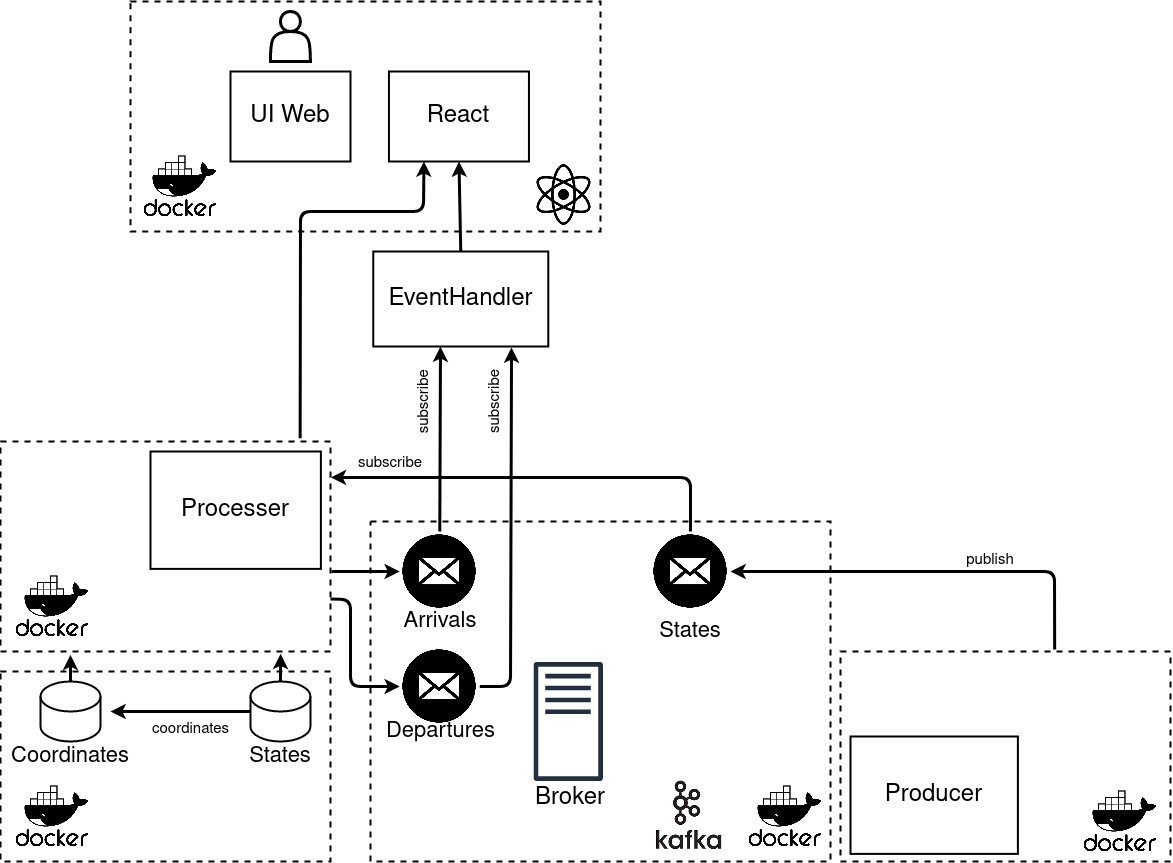 UI Web
React
docker
EventHandler
subscribe
subscribe
subscribe
Processer
docker
publish
Arrivals
States
Departures
coordinates
Coordinates
States
docker
Broker
kafka
docker
Producer
docker